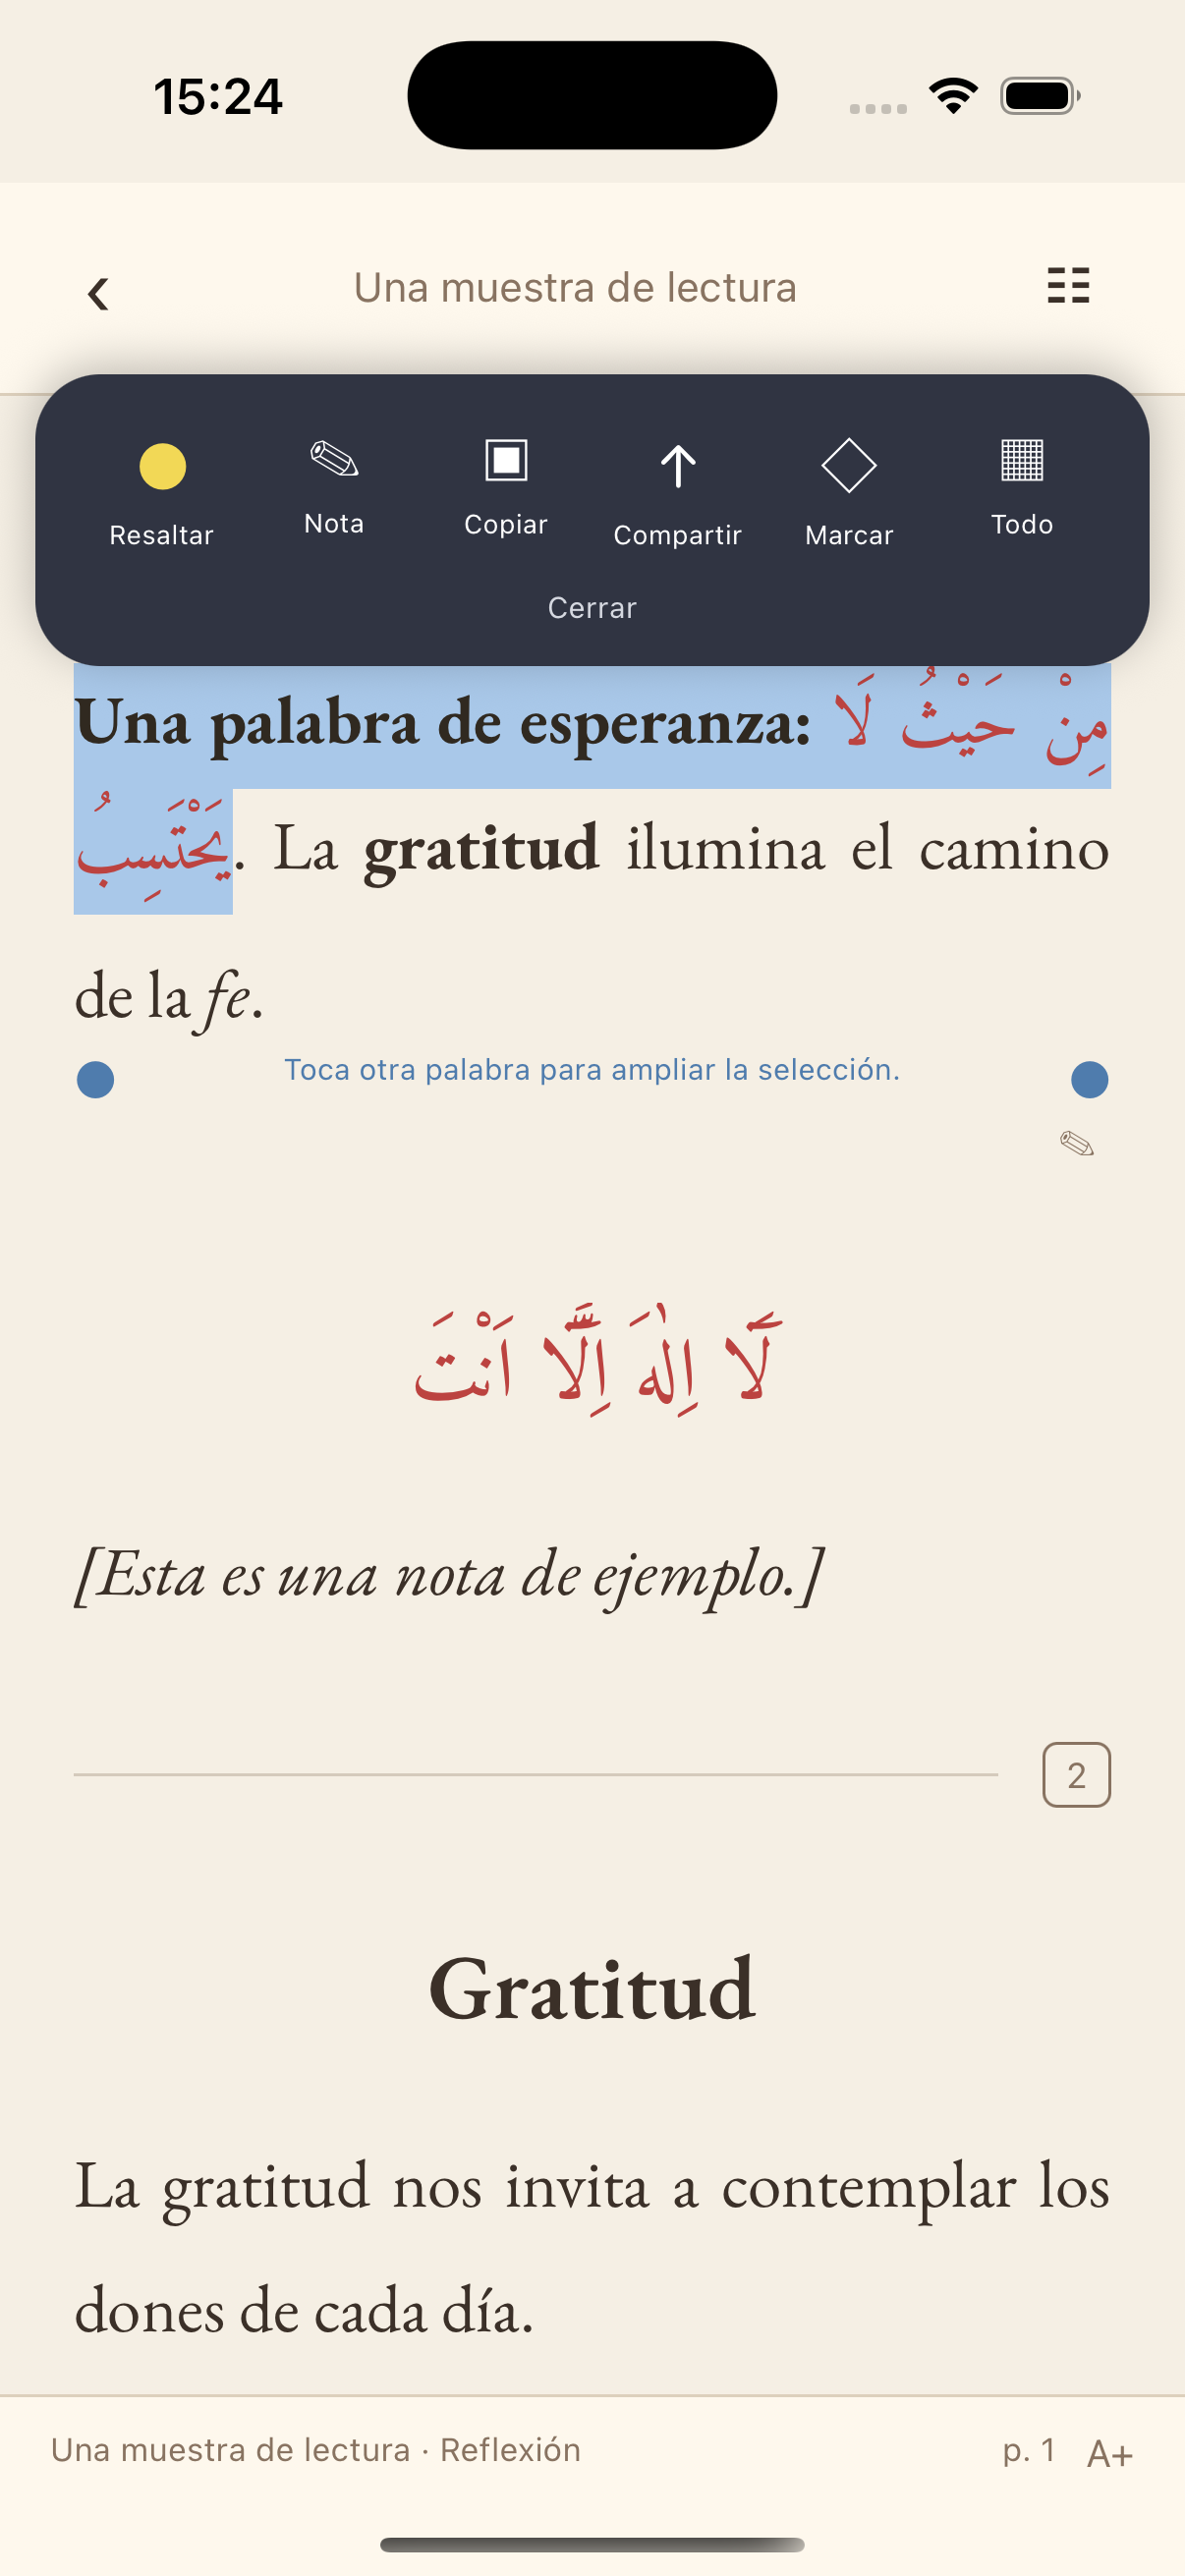 15:24
Una muestra de lectura
Resaltar Nota Copiar Compartir Marcar Todo
Cerrar
Una palabra de esperanza: مِنْ حَيْثُ لَا
يَحْتَسِبُ. La gratitud ilumina el camino
de la fe.
Toca otra palabra para ampliar la selección.
لَٓا اِلٰهَ اِلَّٓا اَنْتَ
[Esta es una nota de ejemplo.]
2
Gratitud
La gratitud nos invita a contemplar los
dones de cada día.
Una muestra de lectura · Reflexión p. 1 A+